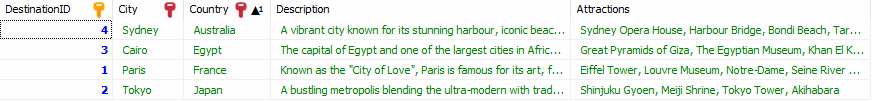 DestinationID City Country ▲1 Description Attractions
4 Sydney Australia A vibrant city known for its stunning harbour, iconic beac... Sydney Opera House, Harbour Bridge, Bondi Beach, Tar...
3 Cairo Egypt The capital of Egypt and one of the largest cities in Afric... Great Pyramids of Giza, The Egyptian Museum, Khan El K...
1 Paris France Known as the "City of Love", Paris is famous for its art, f... Eiffel Tower, Louvre Museum, Notre-Dame, Seine River ...
2 Tokyo Japan A bustling metropolis blending the ultra-modern with trad... Shinjuku Gyoen, Meiji Shrine, Tokyo Tower, Akihabara